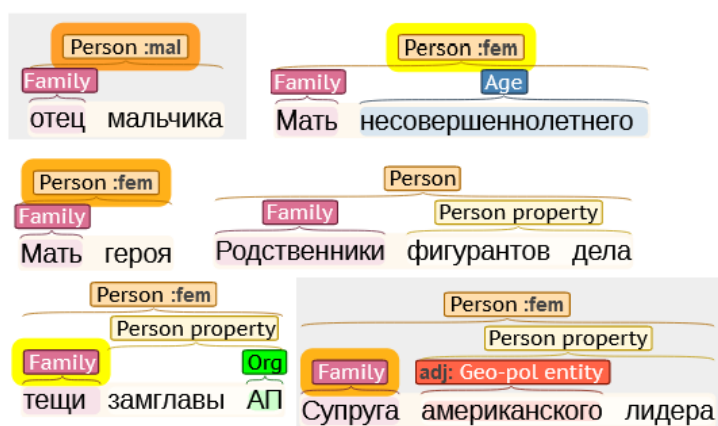 Person :mal
Family
отец мальчика
Person :fem
Family Age
Мать несовершеннолетнего
Person :fem
Family
Мать героя
Person
Family Person property
Родственники фигурантов дела
Person :fem
Person property
Family Org
тещи замглавы АП
Person :fem
Person property
Family adj: Geo-pol entity
Супруга американского лидера